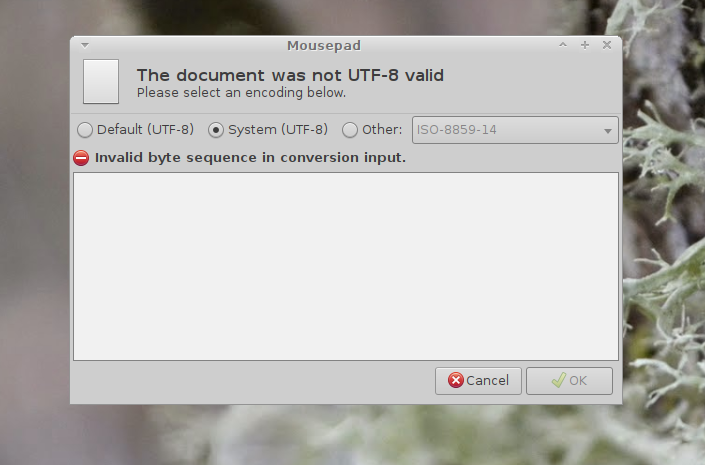 Mousepad
The document was not UTF-8 valid
Please select an encoding below.
Default (UTF-8) System (UTF-8) Other: ISO-8859-14
Invalid byte sequence in conversion input.
Cancel OK